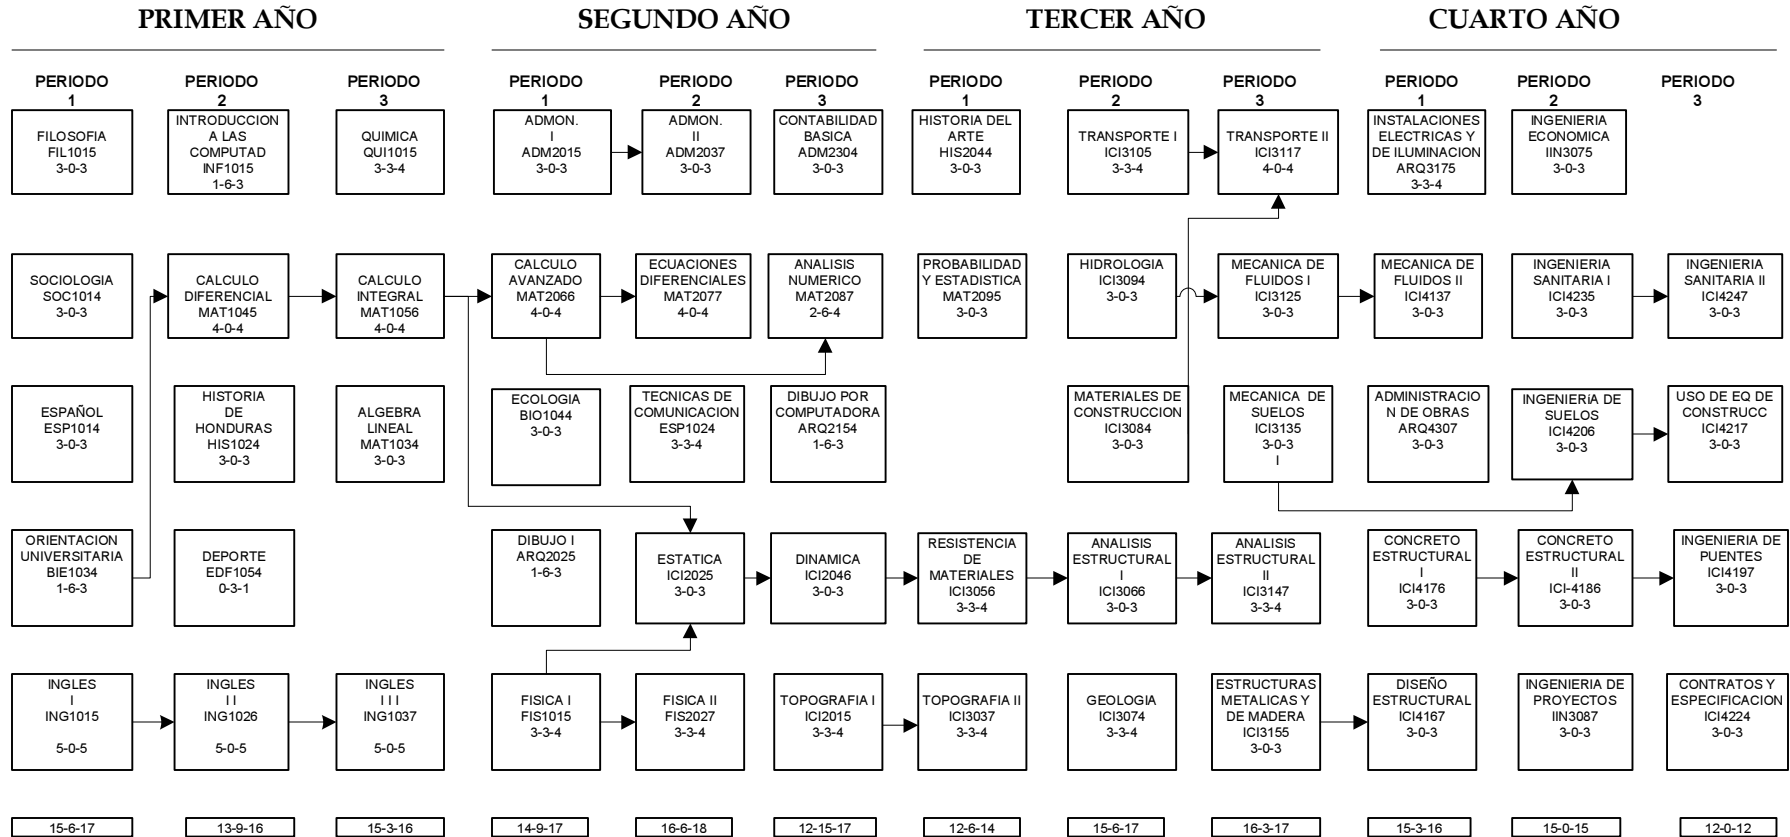 PRIMER AÑO
SEGUNDO AÑO
TERCER AÑO
CUARTO AÑO
PERIODO
1
PERIODO
2
PERIODO
3
PERIODO
1
PERIODO
2
PERIODO
3
PERIODO
1
PERIODO
2
PERIODO
3
PERIODO
1
PERIODO
2
PERIODO
3
FILOSOFIA
FIL1015
3-0-3
INTRODUCCION
A LAS
COMPUTAD
INF1015
1-6-3
QUIMICA
QUI1015
3-3-4
ADMON.
I
ADM2015
3-0-3
ADMON.
II
ADM2037
3-0-3
CONTABILIDAD
BASICA
ADM2304
3-0-3
HISTORIA DEL
ARTE
HIS2044
3-0-3
TRANSPORTE I
ICI3105
3-3-4
TRANSPORTE II
ICI3117
4-0-4
INSTALACIONES
ELECTRICAS Y
DE ILUMINACION
ARQ3175
3-3-4
INGENIERIA
ECONOMICA
IIN3075
3-0-3
SOCIOLOGIA
SOC1014
3-0-3
CALCULO
DIFERENCIAL
MAT1045
4-0-4
CALCULO
INTEGRAL
MAT1056
4-0-4
CALCULO
AVANZADO
MAT2066
4-0-4
ECUACIONES
DIFERENCIALES
MAT2077
4-0-4
ANALISIS
NUMERICO
MAT2087
2-6-4
PROBABILIDAD
Y ESTADISTICA
MAT2095
3-0-3
HIDROLOGIA
ICI3094
3-0-3
MECANICA DE
FLUIDOS I
ICI3125
3-0-3
MECANICA DE
FLUIDOS II
ICI4137
3-0-3
INGENIERIA
SANITARIA I
ICI4235
3-0-3
INGENIERIA
SANITARIA II
ICI4247
3-0-3
ESPAÑOL
ESP1014
3-0-3
HISTORIA
DE
HONDURAS
HIS1024
3-0-3
ALGEBRA
LINEAL
MAT1034
3-0-3
ECOLOGIA
BIO1044
3-0-3
TECNICAS DE
COMUNICACION
ESP1024
3-3-4
DIBUJO POR
COMPUTADORA
ARQ2154
1-6-3
MATERIALES DE
CONSTRUCCION
ICI3084
3-0-3
MECANICA DE
SUELOS
ICI3135
3-0-3
I
ADMINISTRACIO
N DE OBRAS
ARQ4307
3-0-3
INGENIERIA DE
SUELOS
ICI4206
3-0-3
USO DE EQ DE
CONSTRUCC
ICI4217
3-0-3
ORIENTACION
UNIVERSITARIA
BIE1034
1-6-3
DEPORTE
EDF1054
0-3-1
DIBUJO I
ARQ2025
1-6-3
ESTATICA
ICI2025
3-0-3
DINAMICA
ICI2046
3-0-3
RESISTENCIA
DE
MATERIALES
ICI3056
3-3-4
ANALISIS
ESTRUCTURAL
I
ICI3066
3-0-3
ANALISIS
ESTRUCTURAL
II
ICI3147
3-3-4
CONCRETO
ESTRUCTURAL
I
ICI4176
3-0-3
CONCRETO
ESTRUCTURAL
II
ICI-4186
3-0-3
INGENIERIA DE
PUENTES
ICI4197
3-0-3
INGLES
I
ING1015
5-0-5
INGLES
I I
ING1026
5-0-5
INGLES
I I I
ING1037
5-0-5
FISICA I
FIS1015
3-3-4
FISICA II
FIS2027
3-3-4
TOPOGRAFIA I
ICI2015
3-3-4
TOPOGRAFIA II
ICI3037
3-3-4
GEOLOGIA
ICI3074
3-3-4
ESTRUCTURAS
METALICAS Y
DE MADERA
ICI3155
3-0-3
DISEÑO
ESTRUCTURAL
ICI4167
3-0-3
INGENIERIA DE
PROYECTOS
IIN3087
3-0-3
CONTRATOS Y
ESPECIFICACION
ICI4224
3-0-3
15-6-17
13-9-16
15-3-16
14-9-17
16-6-18
12-15-17
12-6-14
15-6-17
16-3-17
15-3-16
15-0-15
12-0-12